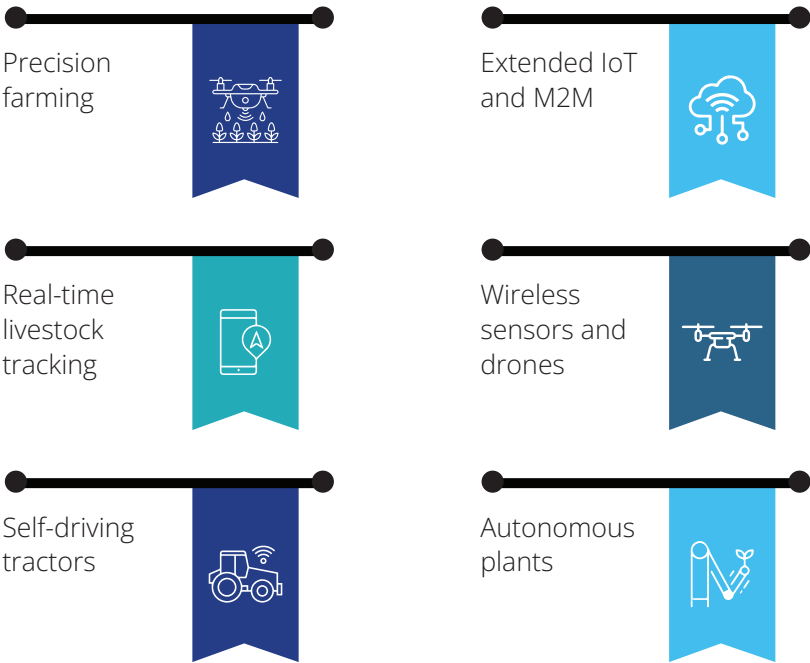 Precision
farming
Extended IoT
and M2M
Real-time
livestock
tracking
Wireless
sensors and
drones
Self-driving
tractors
Autonomous
plants